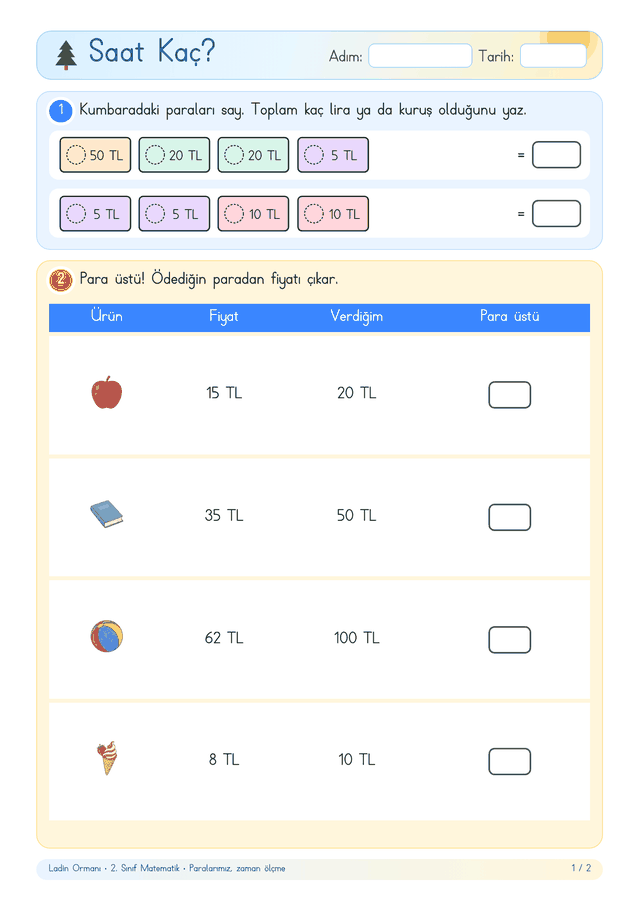 Saat Kaç?
Adım:
Tarih:
1 Kumbaradaki paraları say. Toplam kaç lira ya da kuruş olduğunu yaz.
50 TL 20 TL 20 TL 5 TL =
5 TL 5 TL 10 TL 10 TL =
2 Para üstü! Ödediğin paradan fiyatı çıkar.
Ürün Fiyat Verdiğim Para üstü
15 TL 20 TL
35 TL 50 TL
62 TL 100 TL
8 TL 10 TL
Ladin Ormanı • 2. Sınıf Matematik • Paralarımız, zaman ölçme 1 / 2